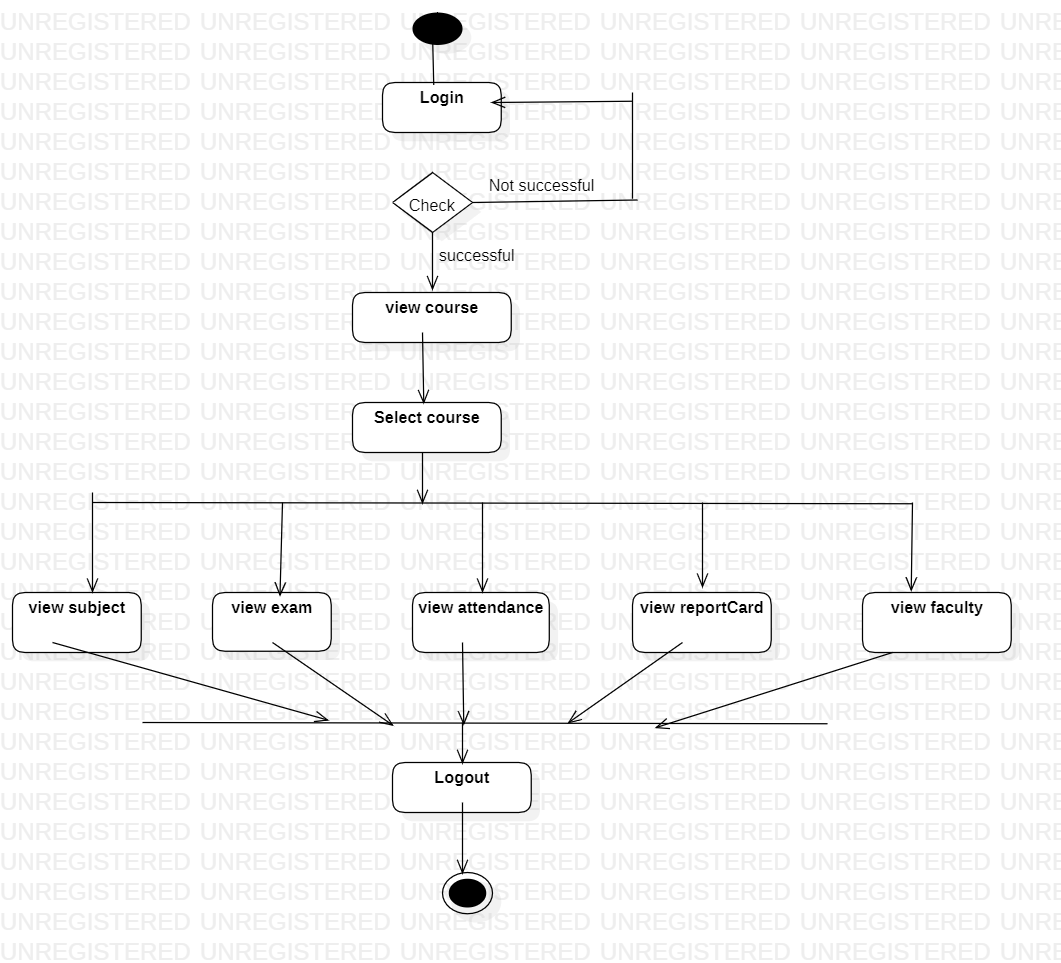 Login
Not successful
Check
successful
view course
Select course
view subject
view exam
view attendance
view reportCard
view faculty
Logout
UNREGISTERED